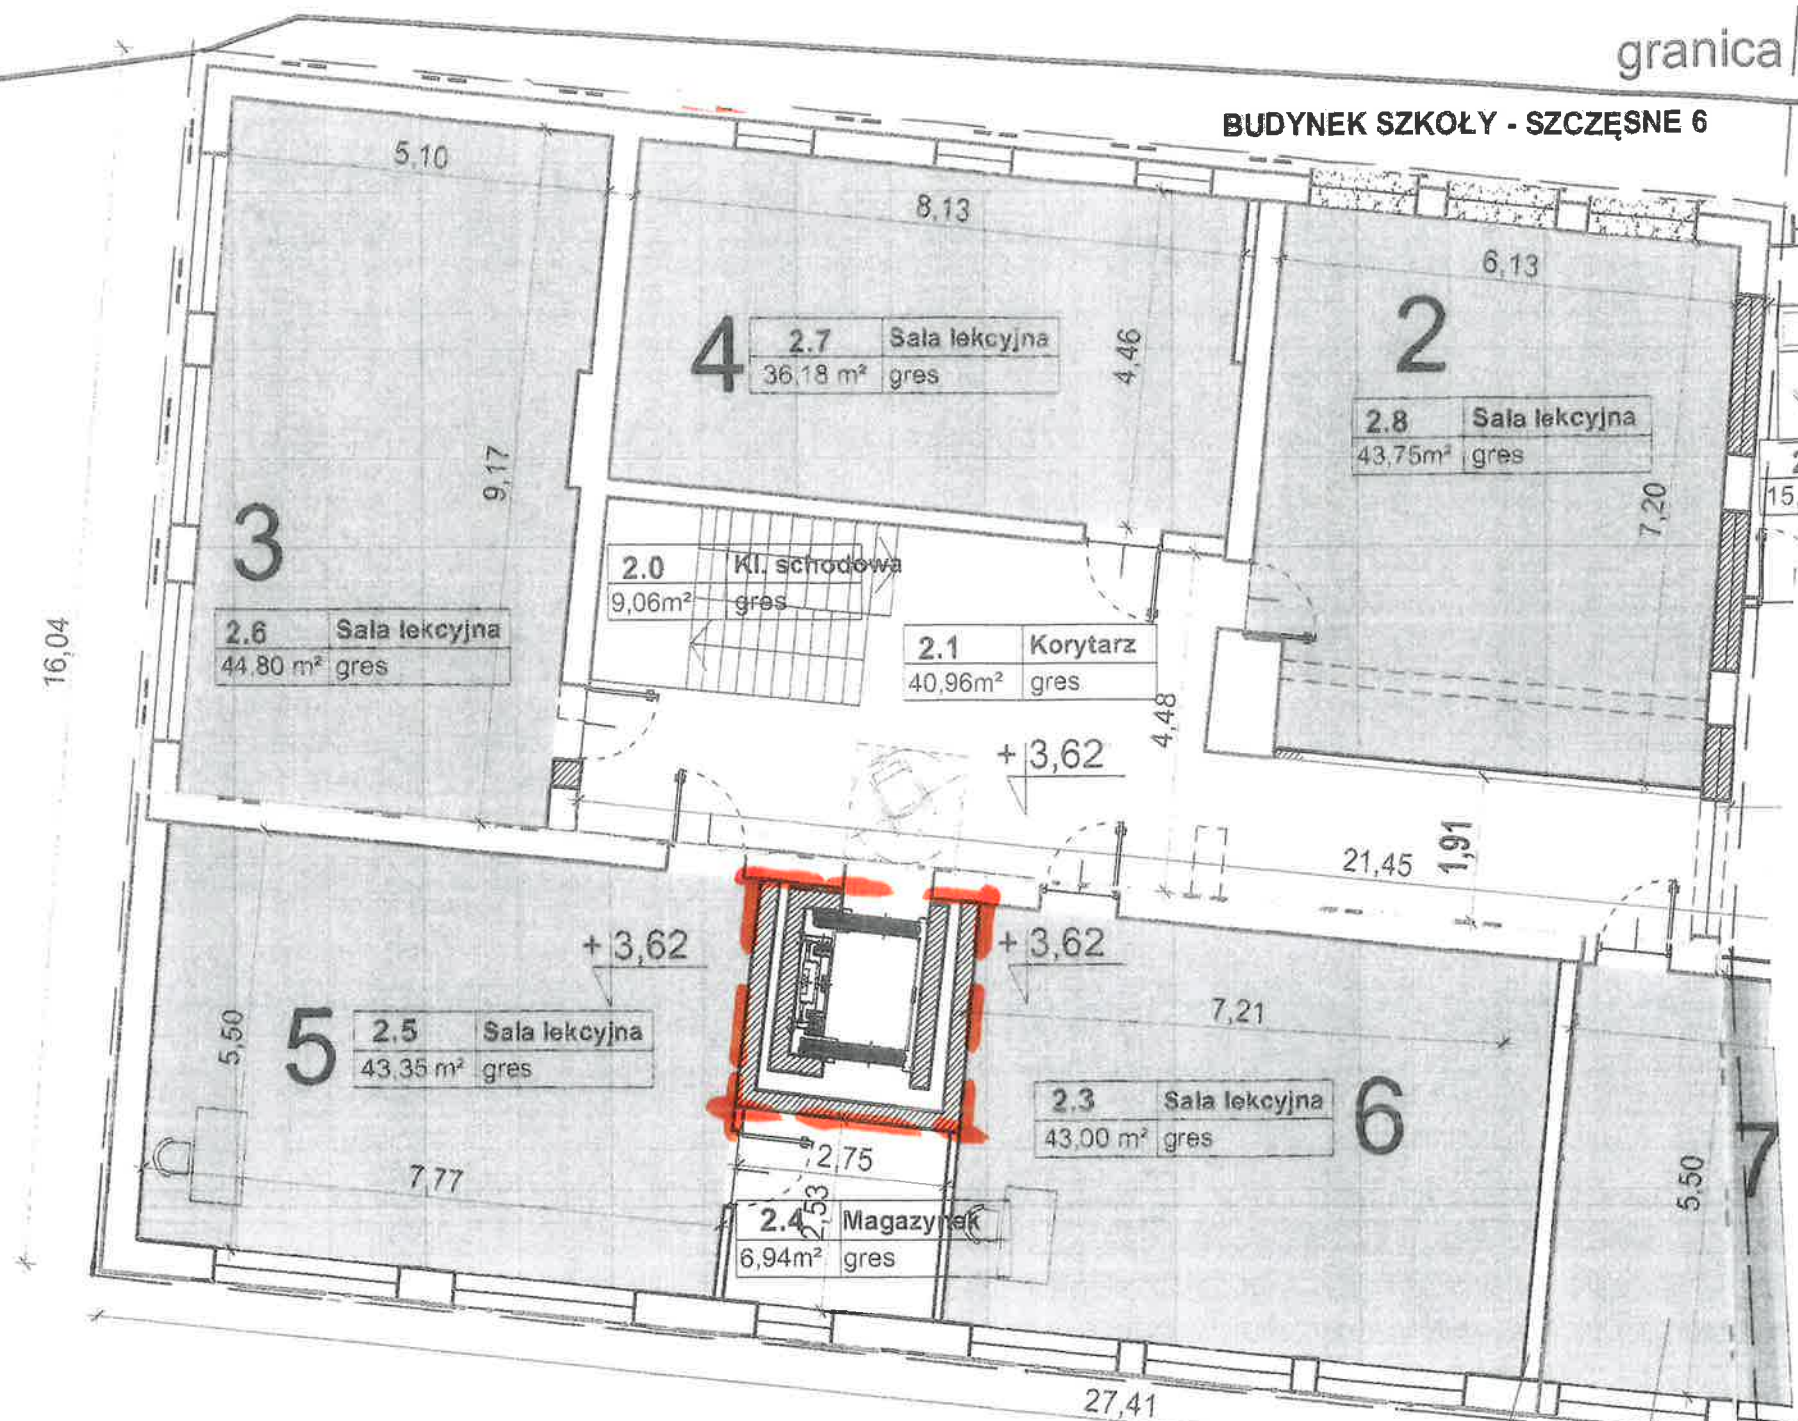 granica
BUDYNEK SZKOŁY - SZCZĘSNE 6
5,10
8,13
6,13
4
2.7 Sala lekcyjna
36,18 m² gres
4,46
2
2.8 Sala lekcyjna
43,75m² gres
9,17
7,20
15,
3
2.0 Kl. schodowa
9,06m² gres
2.6 Sala lekcyjna
44,80 m² gres
2.1 Korytarz
40,96m² gres
16,04
4,48
+3,62
1,91
21,45
+3,62
+3,62
7,21
5,50
5
2.5 Sala lekcyjna
43,35 m² gres
2.3 Sala lekcyjna
43,00 m² gres
6
7
7,77
2,75
2,53
5,50
2.4 Magazynek
6,94m² gres
27,41